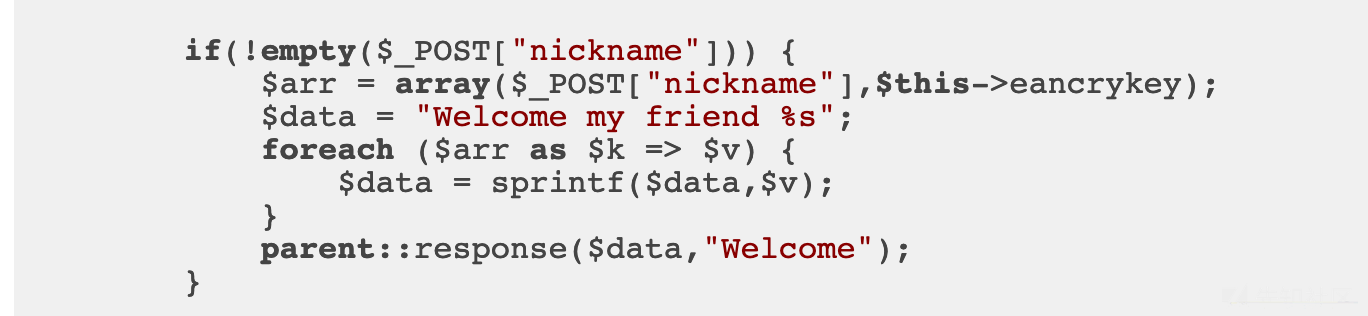 if(!empty($_POST["nickname"])) {
    $arr = array($_POST["nickname"],$this->eancrykey);
    $data = "Welcome my friend %s";
    foreach ($arr as $k => $v) {
        $data = sprintf($data,$v);
    }
    parent::response($data,"Welcome");
}